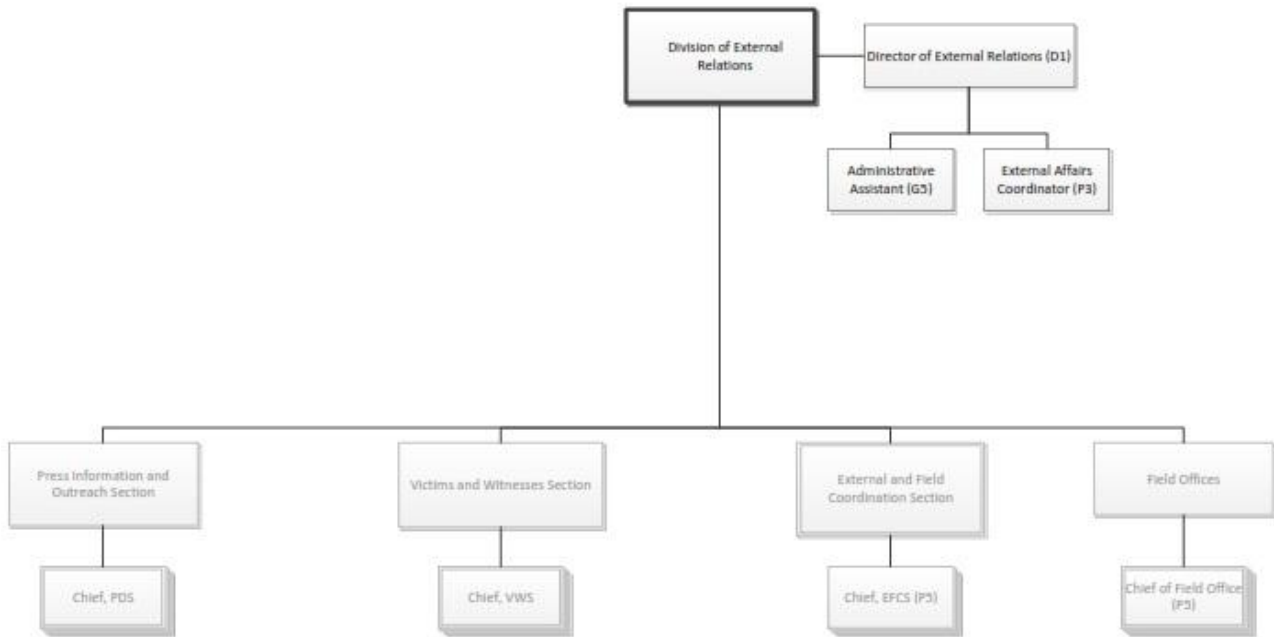 Division of External
Relations
Director of External Relations (D1)
Administrative
Assistant (G5)
External Affairs
Coordinator (P3)
Press Information and
Outreach Section
Victims and Witnesses Section
External and Field
Coordination Section
Field Offices
Chief, PDS
Chief, VWS
Chief, EFCS (P5)
Chief of Field Office
(P5)